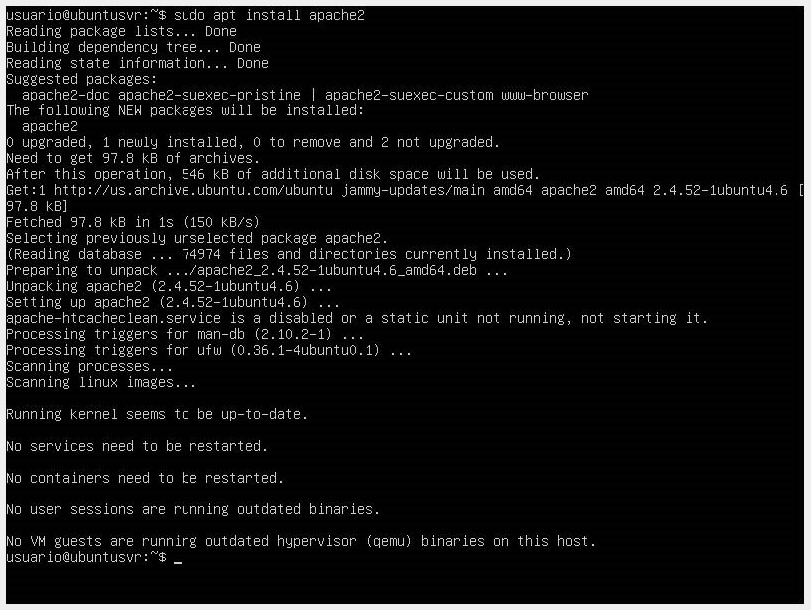 usuario@ubuntusvr:~$ sudo apt install apache2
Reading package lists... Done
Building dependency tree... Done
Reading state information... Done
Suggested packages:
  apache2-doc apache2-suexec-pristine | apache2-suexec-custom www-browser
The following NEW packages will be installed:
  apache2
0 upgraded, 1 newly installed, 0 to remove and 2 not upgraded.
Need to get 97.8 kB of archives.
After this operation, 546 kB of additional disk space will be used.
Get:1 http://us.archive.ubuntu.com/ubuntu jammy-updates/main amd64 apache2 amd64 2.4.52-1ubuntu4.6 [
97.8 kB]
Fetched 97.8 kB in 1s (150 kB/s)
Selecting previously unselected package apache2.
(Reading database ... 74974 files and directories currently installed.)
Preparing to unpack .../apache2_2.4.52-1ubuntu4.6_amd64.deb ...
Unpacking apache2 (2.4.52-1ubuntu4.6) ...
Setting up apache2 (2.4.52-1ubuntu4.6) ...
apache-htcacheclean.service is a disabled or a static unit not running, not starting it.
Processing triggers for man-db (2.10.2-1) ...
Processing triggers for ufw (0.36.1-4ubuntu0.1) ...
Scanning processes...
Scanning linux images...
Running kernel seems to be up-to-date.
No services need to be restarted.
No containers need to be restarted.
No user sessions are running outdated binaries.
No VM guests are running outdated hypervisor (qemu) binaries on this host.
usuario@ubuntusvr:~$ _